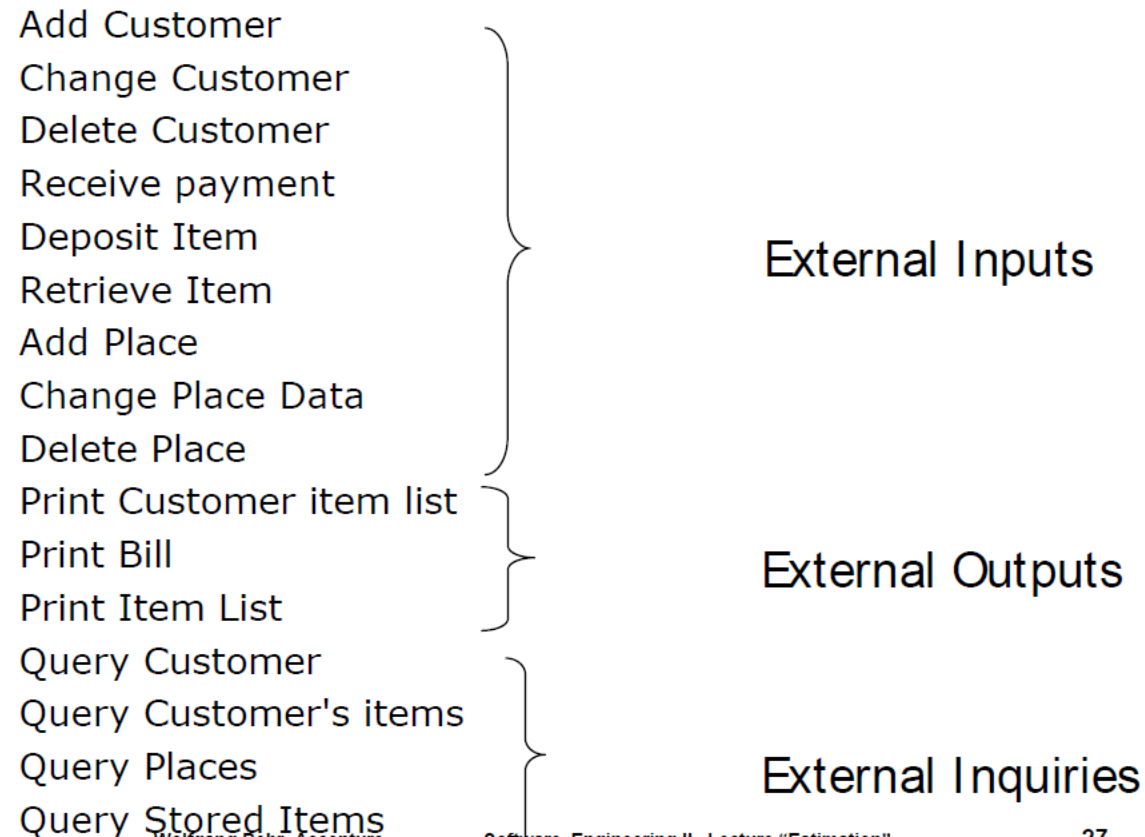 Add Customer
Change Customer
Delete Customer
Receive payment
Deposit Item
Retrieve Item
Add Place
Change Place Data
Delete Place
External Inputs
Print Customer item list
Print Bill
Print Item List
External Outputs
Query Customer
Query Customer's items
Query Places
Query Stored Items
External Inquiries
Accenture
Software Engineering II - Lecture "Estimation"
27